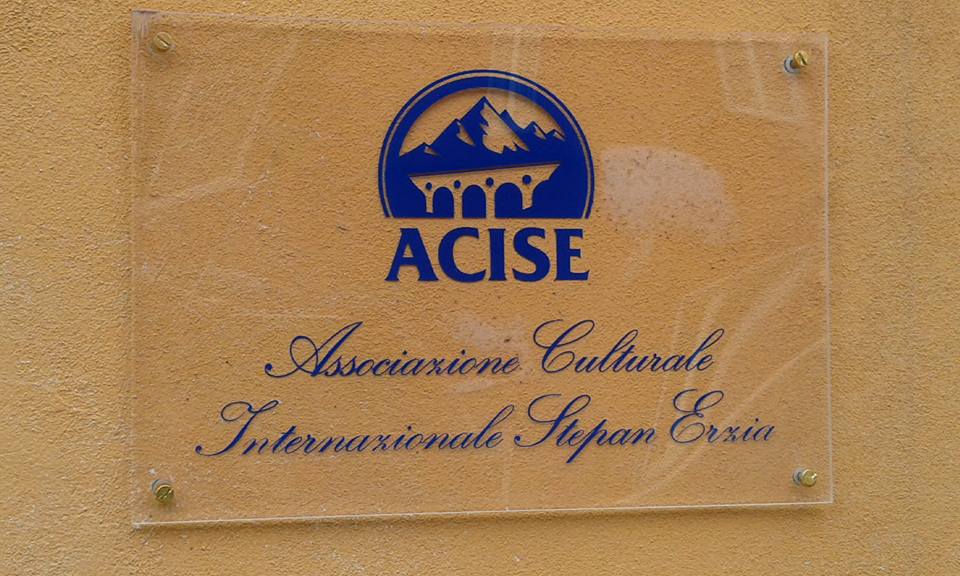 ACISE
Associazione Culturale
Internazionale Stepan Erzia